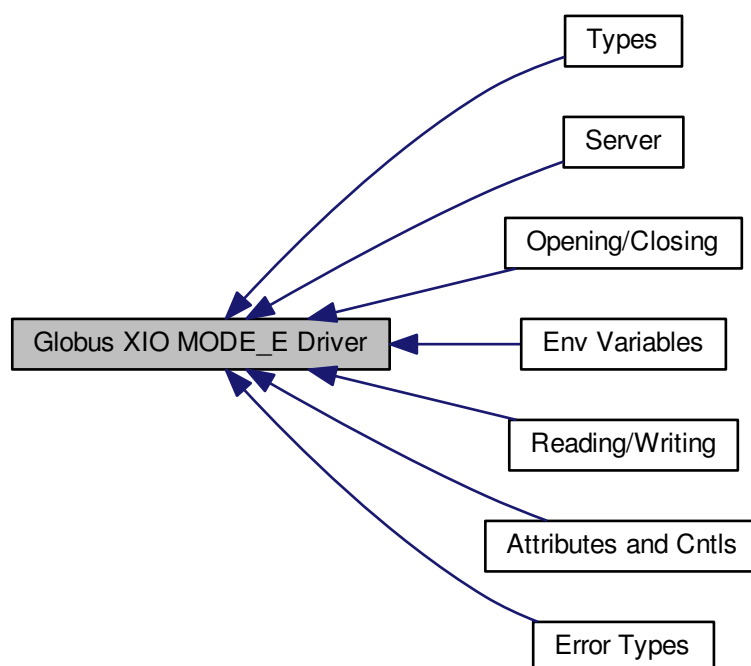 Types
Server
Opening/Closing
Globus XIO MODE_E Driver
Env Variables
Reading/Writing
Attributes and Cntls
Error Types